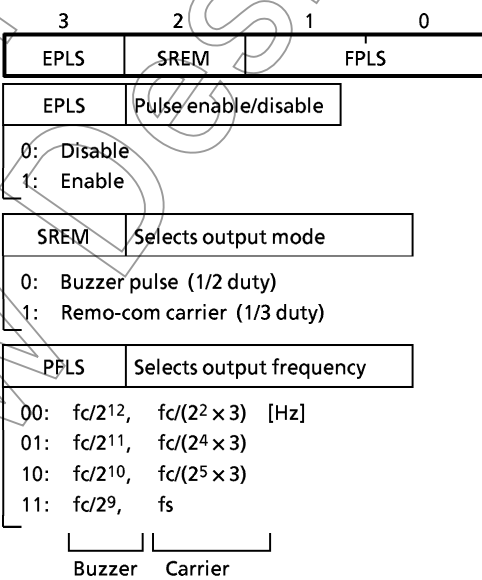 3 2 1 0
EPLS SREM FPLS
EPLS Pulse enable/disable
0: Disable
1: Enable
SREM Selects output mode
0: Buzzer pulse (1/2 duty)
1: Remo-com carrier (1/3 duty)
PFLS Selects output frequency
00: fc/2¹², fc/(2² × 3) [Hz]
01: fc/2¹¹, fc/(2⁴ × 3)
10: fc/2¹⁰, fc/(2⁵ × 3)
11: fc/2⁹, fs
Buzzer Carrier